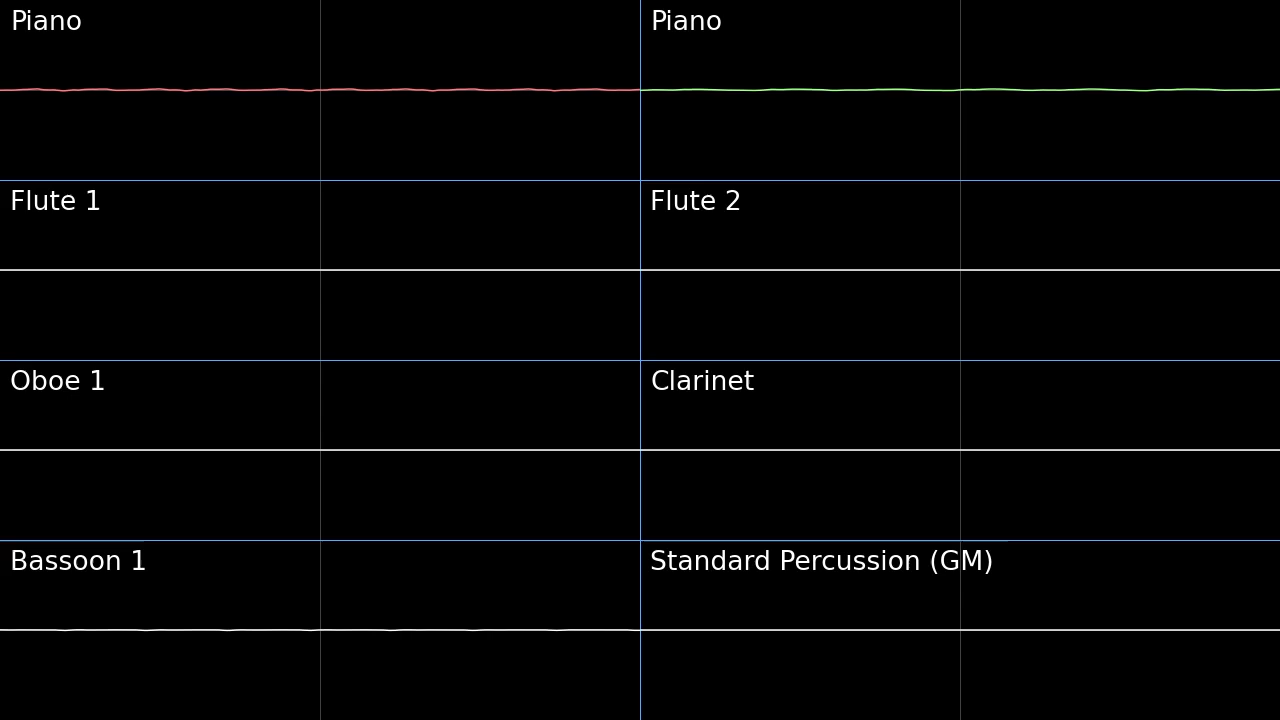 Piano
Piano
Flute 1
Flute 2
Oboe 1
Clarinet
Bassoon 1
Standard Percussion (GM)